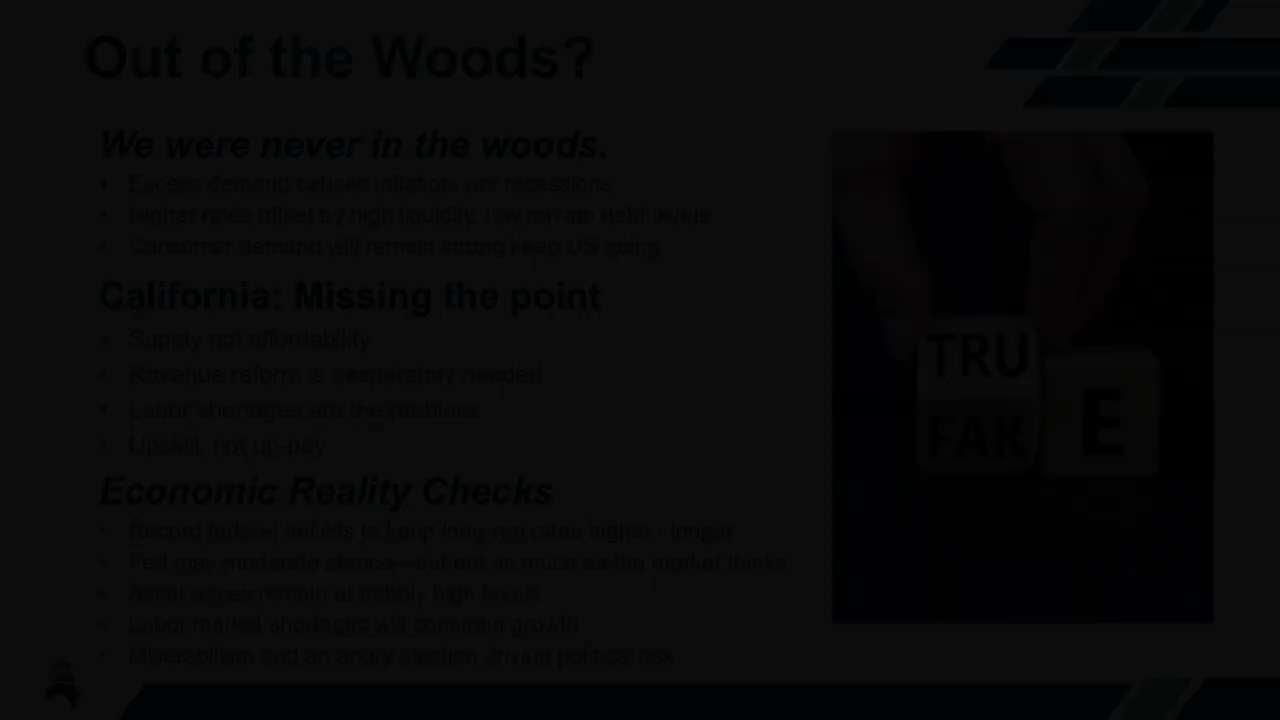 Out of the Woods?
We were never in the woods.
Excess demand causes inflation, not recessions
Higher rates offset by high liquidity, low private debt levels
Consumer demand will remain strong keep US going
California: Missing the point
Supply not affordability
Revenue reform is desperately needed
Labor shortages are the problem
Upskill, not up-pay
Economic Reality Checks
Record federal deficits to keep long run rates higher longer
Fed may moderate stance—but not as much as the market thinks
Asset prices remain at bubbly high levels
Labor market shortages will constrain growth
Miserabilism and an angry election driving political risk
TRU
FAK
E